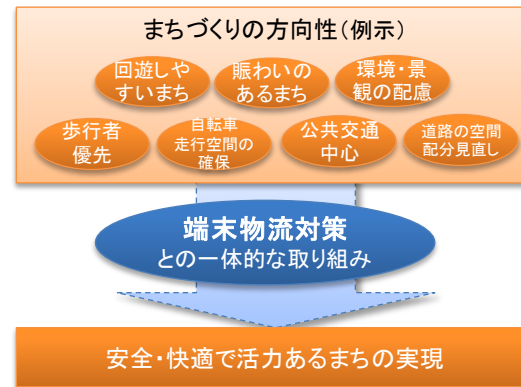 まちづくりの方向性(例示)
回遊しや
すいまち
賑わいの
あるまち
環境・景
観の配慮
歩行者
優先
自転車
走行空間の
確保
公共交通
中心
道路の空間
配分見直し
端末物流対策
との一体的な取り組み
安全・快適で活力あるまちの実現